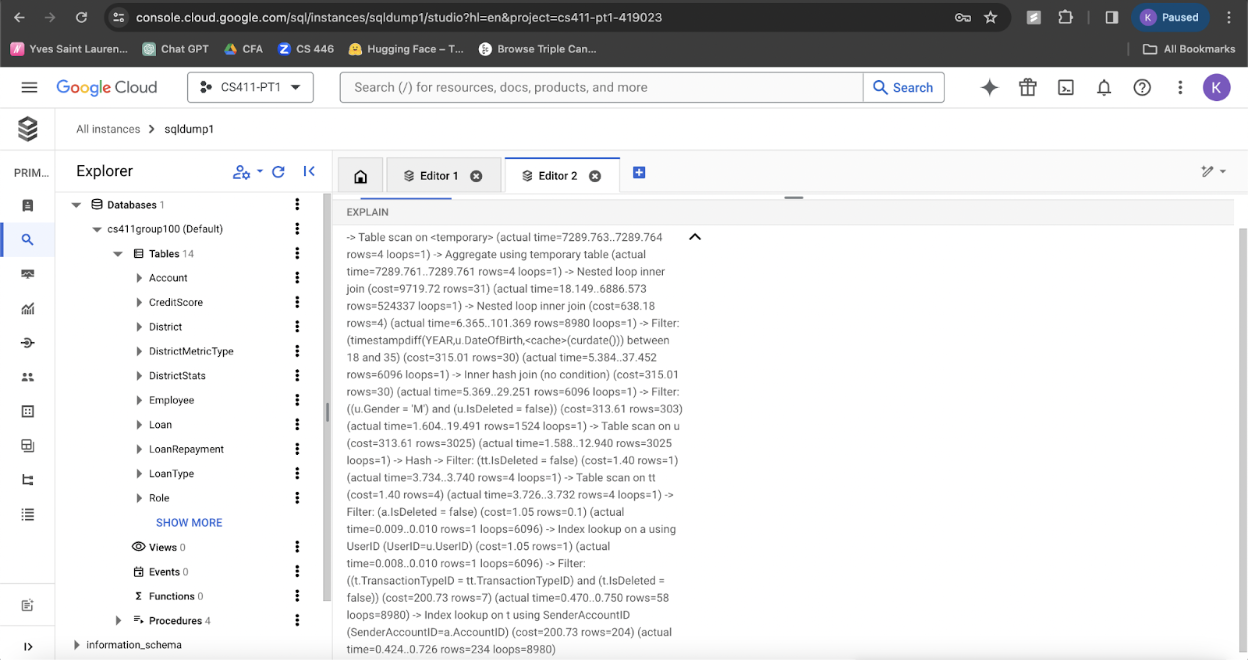 console.cloud.google.com/sql/instances/sqldump1/studio?hl=en&project=cs411-pt1-419023
K Paused
Yves Saint Lauren... Chat GPT CFA CS 446 Hugging Face – T... Browse Triple Can... All Bookmarks
Google Cloud CS411-PT1 Search (/) for resources, docs, products, and more Search K
All instances sqldump1
PRIM... Explorer Editor 1 Editor 2
Databases 1
cs411group100 (Default)
Tables 14
Account
CreditScore
District
DistrictMetricType
DistrictStats
Employee
Loan
LoanRepayment
LoanType
Role
SHOW MORE
Views 0
Events 0
Functions 0
Procedures 4
information_schema
EXPLAIN
-> Table scan on <temporary> (actual time=7289.763..7289.764
rows=4 loops=1) -> Aggregate using temporary table (actual
time=7289.761..7289.761 rows=4 loops=1) -> Nested loop inner
join (cost=9719.72 rows=31) (actual time=18.149..6886.573
rows=524337 loops=1) -> Nested loop inner join (cost=638.18
rows=4) (actual time=6.365..101.369 rows=8980 loops=1) -> Filter:
(timestampdiff(YEAR,u.DateOfBirth,<cache>(curdate())) between
18 and 35) (cost=315.01 rows=30) (actual time=5.384..37.452
rows=6096 loops=1) -> Inner hash join (no condition) (cost=315.01
rows=30) (actual time=5.369..29.251 rows=6096 loops=1) -> Filter:
((u.Gender = 'M') and (u.IsDeleted = false)) (cost=313.61 rows=303)
(actual time=1.604..19.491 rows=1524 loops=1) -> Table scan on u
(cost=313.61 rows=3025) (actual time=1.588..12.940 rows=3025
loops=1) -> Hash -> Filter: (tt.IsDeleted = false) (cost=1.40 rows=1)
(actual time=3.734..3.740 rows=4 loops=1) -> Table scan on tt
(cost=1.40 rows=4) (actual time=3.726..3.732 rows=4 loops=1) ->
Filter: (a.IsDeleted = false) (cost=1.05 rows=0.1) (actual
time=0.009..0.010 rows=1 loops=6096) -> Index lookup on a using
UserID (UserID=u.UserID) (cost=1.05 rows=1) (actual
time=0.008..0.010 rows=1 loops=6096) -> Filter:
((t.TransactionTypeID = tt.TransactionTypeID) and (t.IsDeleted =
false)) (cost=200.73 rows=7) (actual time=0.470..0.750 rows=58
loops=8980) -> Index lookup on t using SenderAccountID
(SenderAccountID=a.AccountID) (cost=200.73 rows=204) (actual
time=0.424..0.726 rows=234 loops=8980)